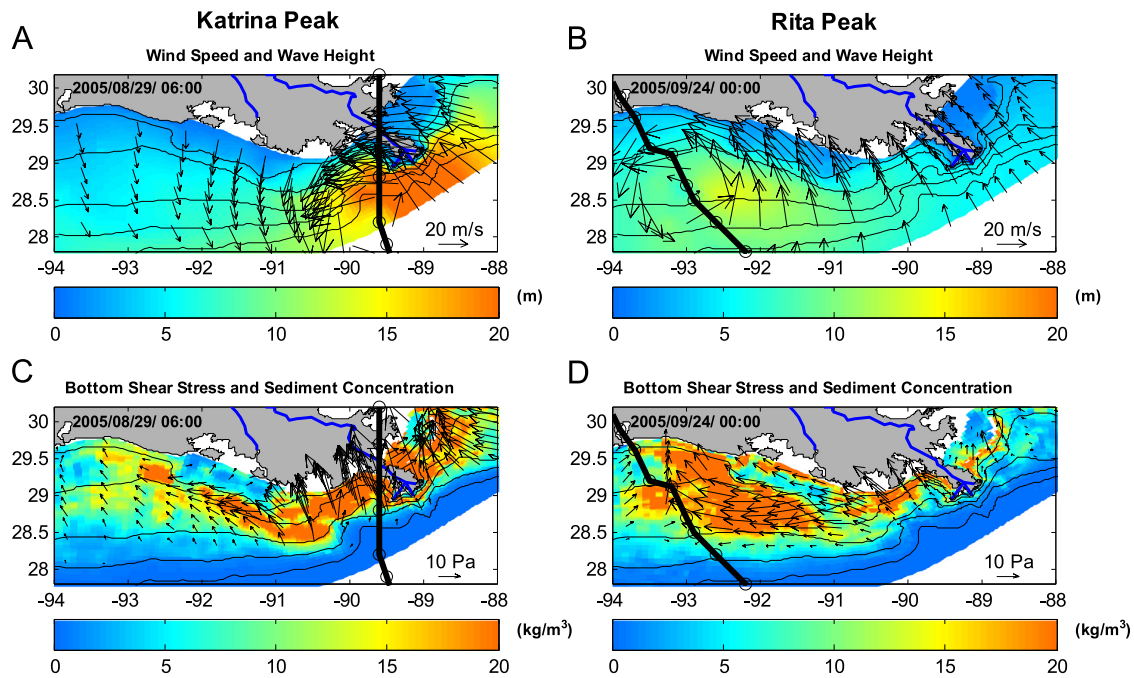 Katrina Peak
Rita Peak
A
Wind Speed and Wave Height
2005/08/29/ 06:00
30
29.5
29
28.5
28
20 m/s
-94 -93 -92 -91 -90 -89 -88
(m)
0 5 10 15 20
B
Wind Speed and Wave Height
2005/09/24/ 00:00
30
29.5
29
28.5
28
20 m/s
-94 -93 -92 -91 -90 -89 -88
(m)
0 5 10 15 20
C
Bottom Shear Stress and Sediment Concentration
2005/08/29/ 06:00
30
29.5
29
28.5
28
10 Pa
-94 -93 -92 -91 -90 -89 -88
(kg/m³)
0 5 10 15 20
D
Bottom Shear Stress and Sediment Concentration
2005/09/24/ 00:00
30
29.5
29
28.5
28
10 Pa
-94 -93 -92 -91 -90 -89 -88
(kg/m³)
0 5 10 15 20